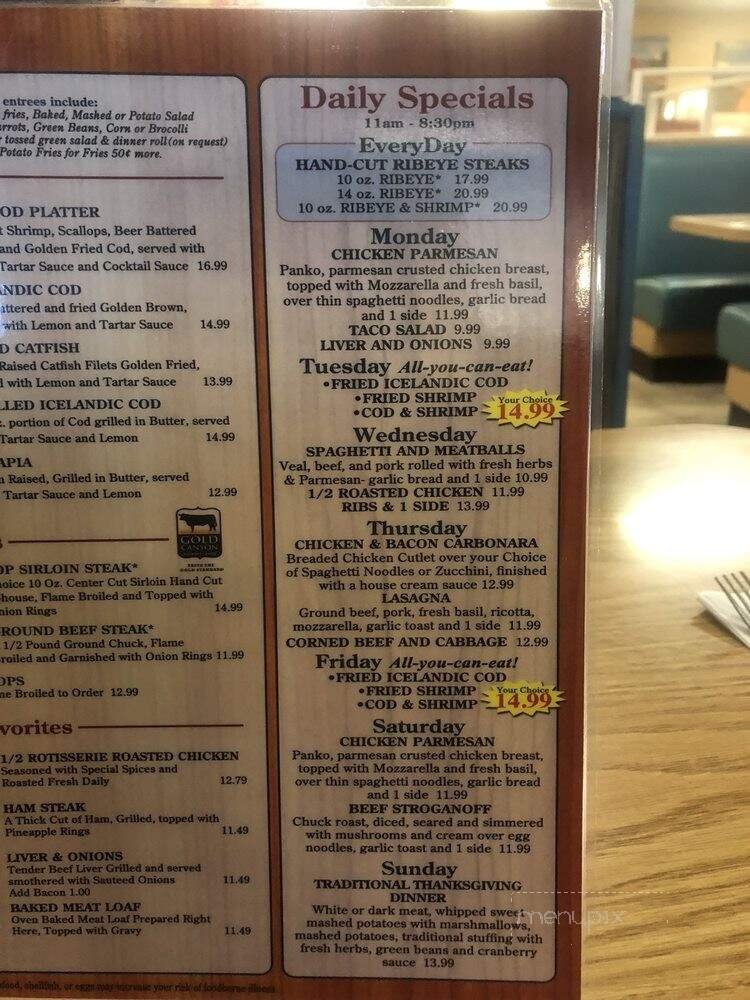 entrees include:
fries, Baked, Mashed or Potato Salad
Green Beans, Corn or Brocolli
tossed green salad & dinner roll(on request)
Potato Fries for Fries 50¢ more.
PLATTER
Shrimp, Scallops, Beer Battered
and Golden Fried Cod, served with
Tartar Sauce and Cocktail Sauce 16.99
COD
and fried Golden Brown,
with Lemon and Tartar Sauce 14.99
CATFISH
Raised Catfish Filets Golden Fried,
with Lemon and Tartar Sauce 13.99
ICELANDIC COD
portion of Cod grilled in Butter, served
Tartar Sauce and Lemon 14.99
Raised, Grilled in Butter, served
Tartar Sauce and Lemon 12.99
GOLD
CANYON
TASTE THE
GOLD STANDARD
SIRLOIN STEAK*
10 Oz. Center Cut Sirloin Hand Cut
Flame Broiled and Topped with
Rings 14.99
BEEF STEAK*
1/2 Pound Ground Chuck, Flame
and Garnished with Onion Rings 11.99
Broiled to Order 12.99
1/2 ROTISSERIE ROASTED CHICKEN
Seasoned with Special Spices and
Roasted Fresh Daily 12.79
HAM STEAK
A Thick Cut of Ham, Grilled, topped with
Pineapple Rings 11.49
LIVER & ONIONS
Tender Beef Liver Grilled and served
smothered with Sauteed Onions 11.49
Add Bacon 1.00
BAKED MEAT LOAF
Oven Baked Meat Loaf Prepared Right
Here, Topped with Gravy 11.49
shellfish, or eggs may increase your risk of foodborne illness
Daily Specials
11am - 8:30pm
EveryDay
HAND-CUT RIBEYE STEAKS
10 oz. RIBEYE* 17.99
14 oz. RIBEYE* 20.99
10 oz. RIBEYE & SHRIMP* 20.99
Monday
CHICKEN PARMESAN
Panko, parmesan crusted chicken breast,
topped with Mozzarella and fresh basil,
over thin spaghetti noodles, garlic bread
and 1 side 11.99
TACO SALAD 9.99
LIVER AND ONIONS 9.99
Tuesday All-you-can-eat!
•FRIED ICELANDIC COD
•FRIED SHRIMP
•COD & SHRIMP
Your Choice
14.99
Wednesday
SPAGHETTI AND MEATBALLS
Veal, beef, and pork rolled with fresh herbs
& Parmesan- garlic bread and 1 side 10.99
1/2 ROASTED CHICKEN 11.99
RIBS & 1 SIDE 13.99
Thursday
CHICKEN & BACON CARBONARA
Breaded Chicken Cutlet over your Choice
of Spaghetti Noodles or Zucchini, finished
with a house cream sauce 12.99
LASAGNA
Ground beef, pork, fresh basil, ricotta,
mozzarella, garlic toast and 1 side 11.99
CORNED BEEF AND CABBAGE 12.99
Friday All-you-can-eat!
•FRIED ICELANDIC COD
•FRIED SHRIMP
•COD & SHRIMP
Your Choice
14.99
Saturday
CHICKEN PARMESAN
Panko, parmesan crusted chicken breast,
topped with Mozzarella and fresh basil,
over thin spaghetti noodles, garlic bread
and 1 side 11.99
BEEF STROGANOFF
Chuck roast, diced, seared and simmered
with mushrooms and cream over egg
noodles, garlic toast and 1 side 11.99
Sunday
TRADITIONAL THANKSGIVING
DINNER
White or dark meat, whipped sweet
mashed potatoes with marshmallows,
mashed potatoes, traditional stuffing with
fresh herbs, green beans and cranberry
sauce 13.99
menupix